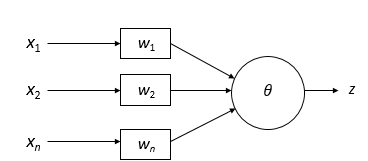 x₁ w₁
x₂ w₂ θ z
xₙ wₙ